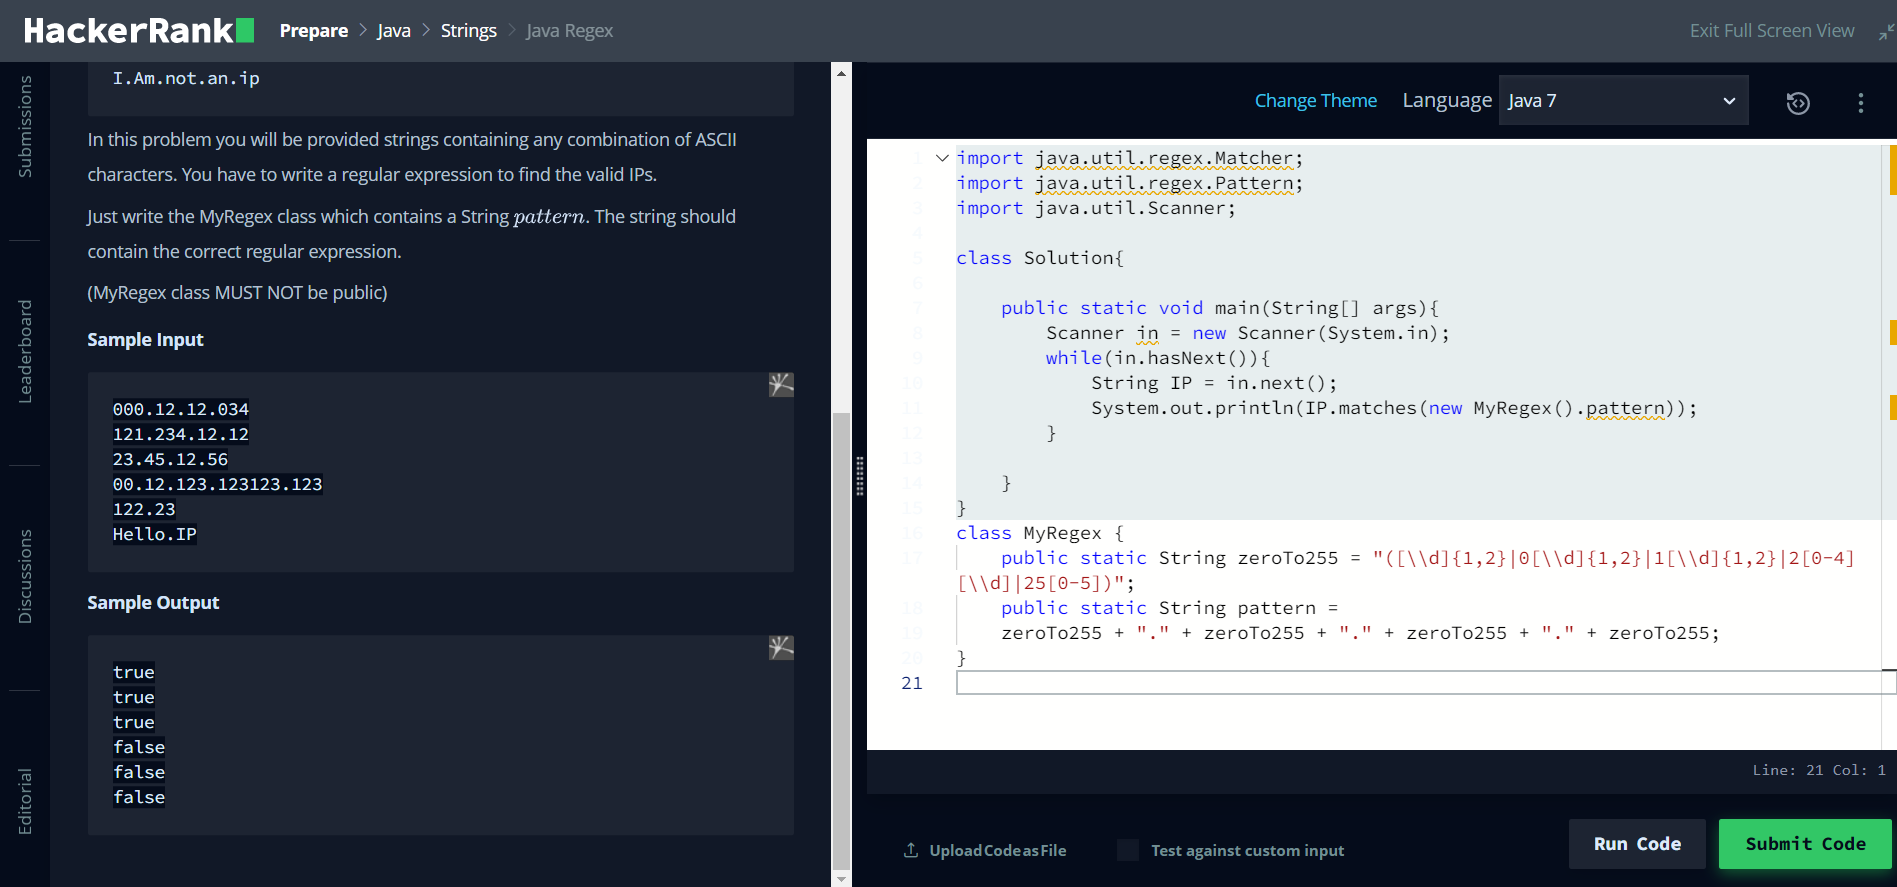 HackerRank
Prepare > Java > Strings > Java Regex
Exit Full Screen View
Submissions
Leaderboard
Discussions
Editorial
I.Am.not.an.ip
In this problem you will be provided strings containing any combination of ASCII
characters. You have to write a regular expression to find the valid IPs.
Just write the MyRegex class which contains a String pattern. The string should
contain the correct regular expression.
(MyRegex class MUST NOT be public)
Sample Input
000.12.12.034
121.234.12.12
23.45.12.56
00.12.123.123123.123
122.23
Hello.IP
Sample Output
true
true
true
false
false
false
Change Theme Language Java 7
1 import java.util.regex.Matcher;
2 import java.util.regex.Pattern;
3 import java.util.Scanner;
4
5 class Solution{
6
7     public static void main(String[] args){
8         Scanner in = new Scanner(System.in);
9         while(in.hasNext()){
10             String IP = in.next();
11             System.out.println(IP.matches(new MyRegex().pattern));
12         }
13
14     }
15 }
16 class MyRegex {
17     public static String zeroTo255 = "([\\d]{1,2}|0[\\d]{1,2}|1[\\d]{1,2}|2[0-4]
[\\d]|25[0-5])";
18     public static String pattern =
19     zeroTo255 + "." + zeroTo255 + "." + zeroTo255 + "." + zeroTo255;
20 }
21
Line: 21 Col: 1
Upload Code as File
Test against custom input
Run Code
Submit Code